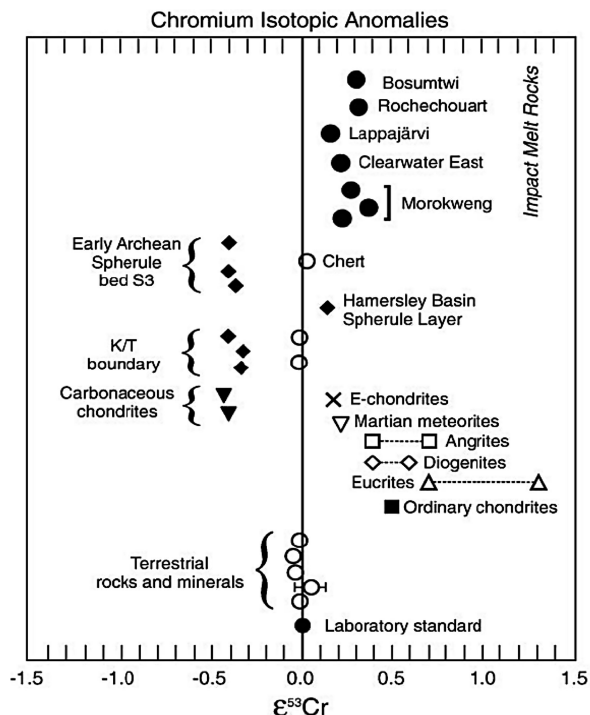 Chromium Isotopic Anomalies
Bosumtwi
Rochechouart
Lappajärvi
Clearwater East
Morokweng
Impact Melt Rocks
Early Archean
Spherule
bed S3
Chert
Hamersley Basin
Spherule Layer
K/T
boundary
Carbonaceous
chondrites
E-chondrites
Martian meteorites
Angrites
Diogenites
Eucrites
Ordinary chondrites
Terrestrial
rocks and minerals
Laboratory standard
-1.5 -1.0 -0.5 0.0 0.5 1.0 1.5
ε⁵³Cr